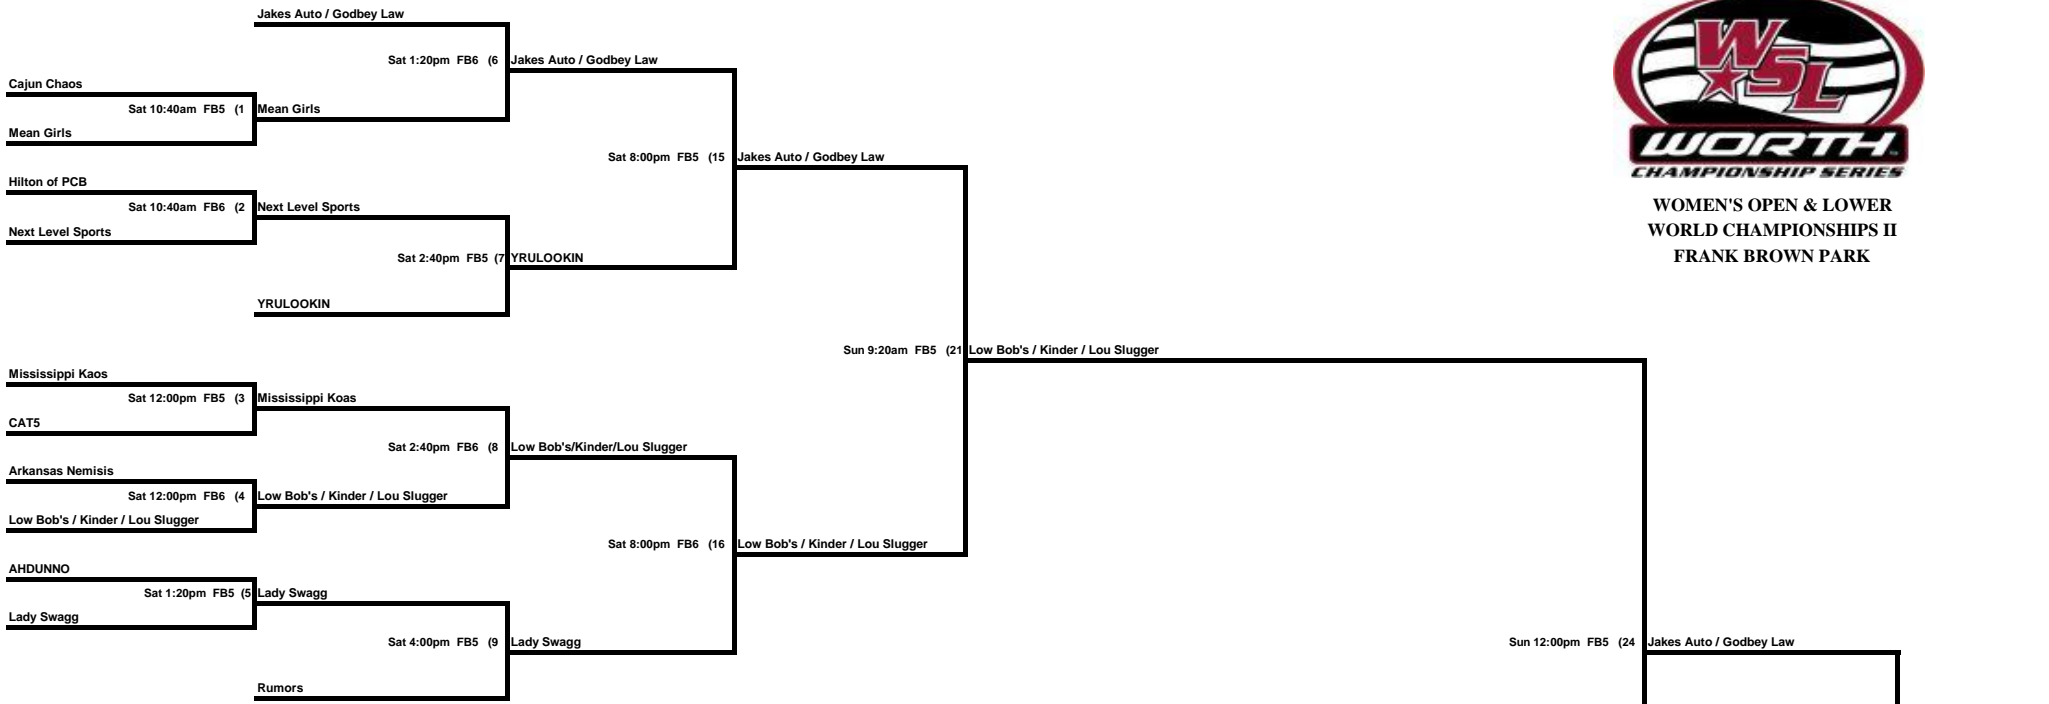 Jakes Auto / Godbey Law
Sat 1:20pm FB6 (6
Jakes Auto / Godbey Law
Cajun Chaos
Sat 10:40am FB5 (1
Mean Girls
Mean Girls
Sat 8:00pm FB5 (15
Jakes Auto / Godbey Law
Hilton of PCB
Sat 10:40am FB6 (2
Next Level Sports
Next Level Sports
Sat 2:40pm FB5 (7
YRULOOKIN
YRULOOKIN
Sun 9:20am FB5 (21
Low Bob's / Kinder / Lou Slugger
Mississippi Kaos
Sat 12:00pm FB5 (3
Mississippi Koas
CAT5
Sat 2:40pm FB6 (8
Low Bob's/Kinder/Lou Slugger
Arkansas Nemisis
Sat 12:00pm FB6 (4
Low Bob's / Kinder / Lou Slugger
Low Bob's / Kinder / Lou Slugger
Sat 8:00pm FB6 (16
Low Bob's / Kinder / Lou Slugger
AHDUNNO
Sat 1:20pm FB5 (5
Lady Swagg
Lady Swagg
Sat 4:00pm FB5 (9
Lady Swagg
Rumors
Sun 12:00pm FB5 (24
Jakes Auto / Godbey Law
WSL
WORTH
CHAMPIONSHIP SERIES
WOMEN'S OPEN & LOWER
WORLD CHAMPIONSHIPS II
FRANK BROWN PARK